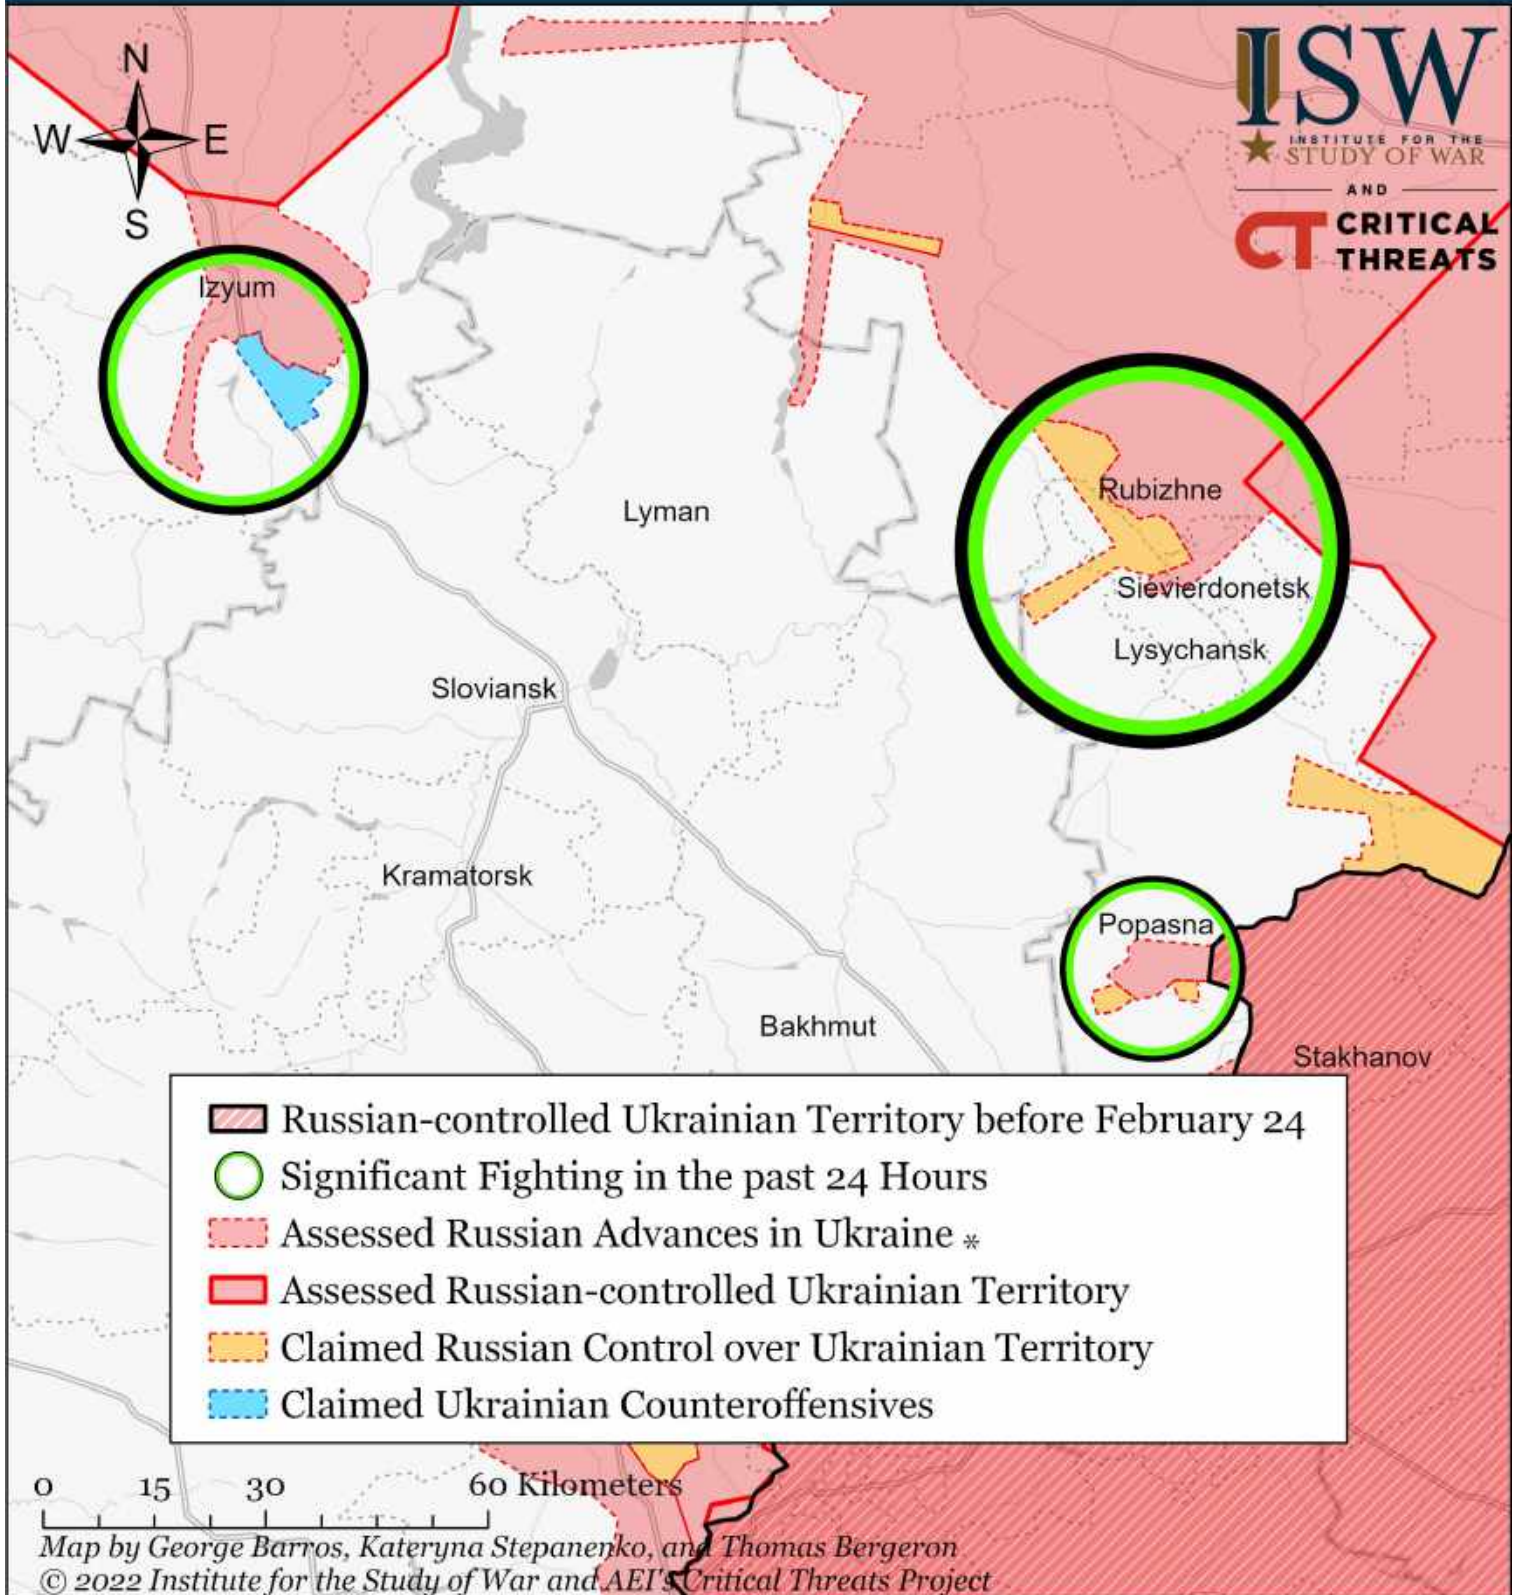 N
W E
S
ISW
INSTITUTE FOR THE
STUDY OF WAR
AND
CT CRITICAL
THREATS
Izyum
Rubizhne
Lyman
Sievierdonetsk
Lysychansk
Sloviansk
Kramatorsk
Popasna
Bakhmut
Stakhanov
Russian-controlled Ukrainian Territory before February 24
Significant Fighting in the past 24 Hours
Assessed Russian Advances in Ukraine *
Assessed Russian-controlled Ukrainian Territory
Claimed Russian Control over Ukrainian Territory
Claimed Ukrainian Counteroffensives
0 15 30 60 Kilometers
Map by George Barros, Kateryna Stepanenko, and Thomas Bergeron
© 2022 Institute for the Study of War and AEI's Critical Threats Project